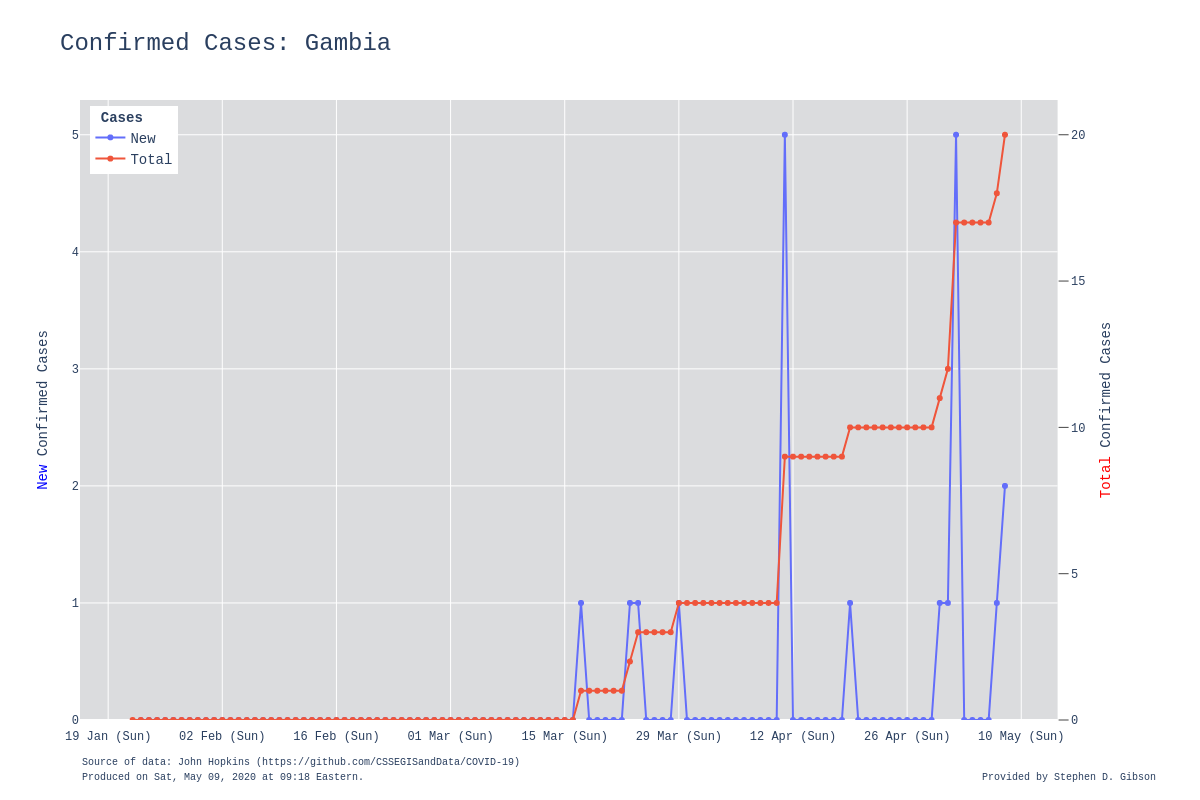 Confirmed Cases: Gambia
Cases
New
Total
5
4
3
2
1
0
New Confirmed Cases
20
15
10
5
0
Total Confirmed Cases
19 Jan (Sun) 02 Feb (Sun) 16 Feb (Sun) 01 Mar (Sun) 15 Mar (Sun) 29 Mar (Sun) 12 Apr (Sun) 26 Apr (Sun) 10 May (Sun)
Source of data: John Hopkins (https://github.com/CSSEGISandData/COVID-19)
Produced on Sat, May 09, 2020 at 09:18 Eastern.
Provided by Stephen D. Gibson